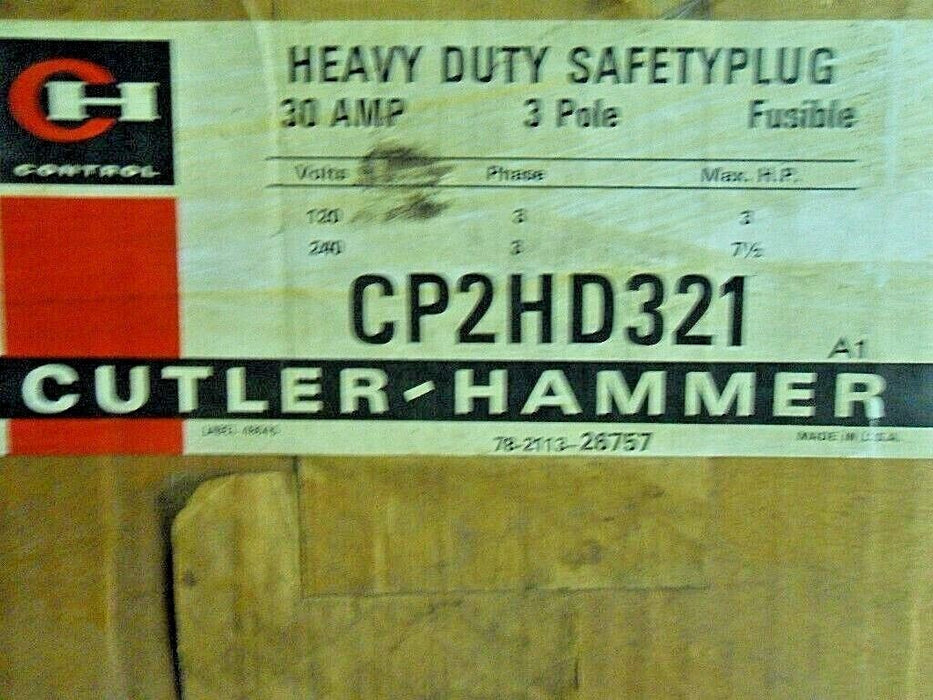 CH
CONTROL
HEAVY DUTY SAFETYPLUG
30 AMP 3 Pole Fusible
Volts Phase Max. H.P.
120 3 3
240 3 7½
CP2HD321
A1
CUTLER-HAMMER
LABEL
78-2113-26757
MADE IN U.S.A.